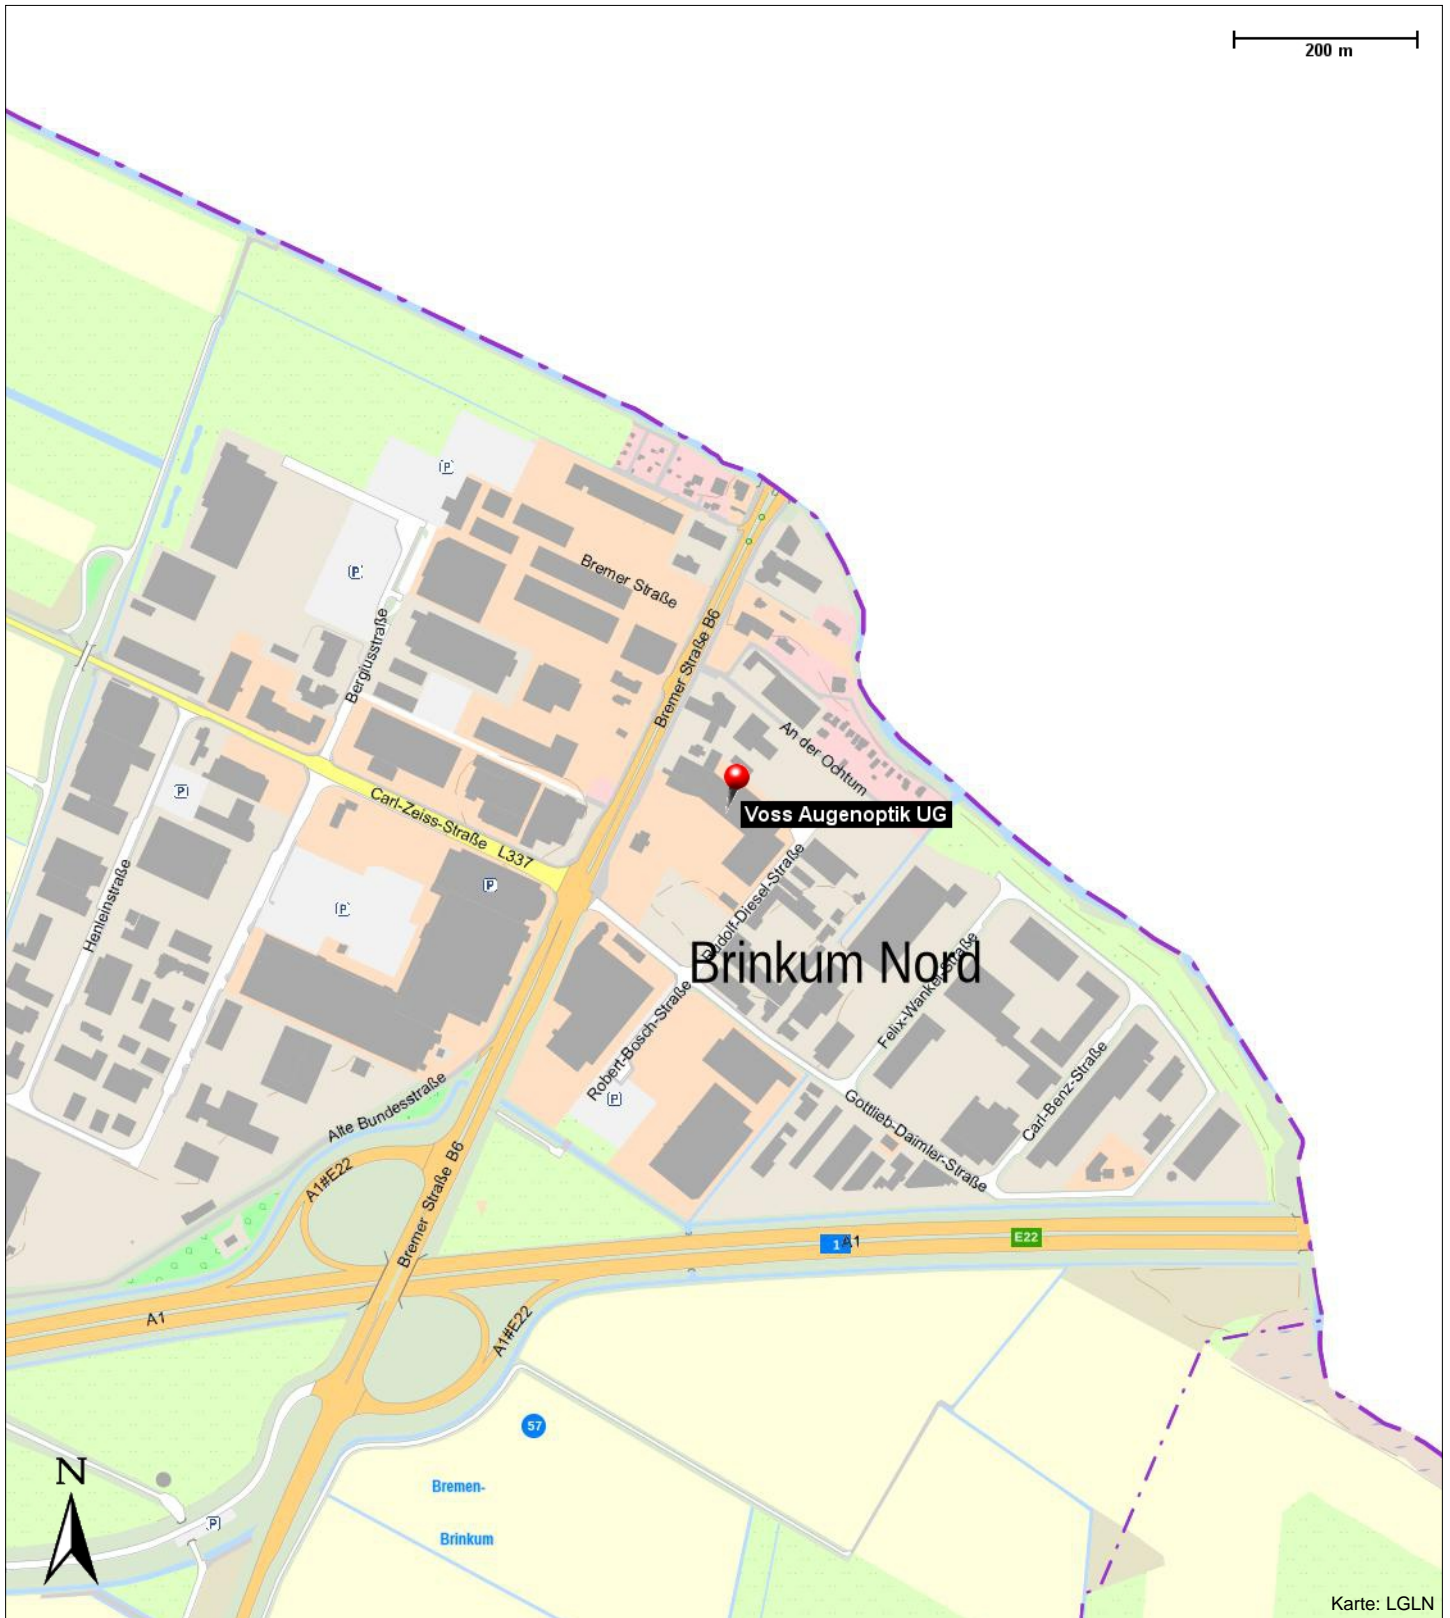 200 m
P
Bremer Straße
P
Bremer Straße B6
Bergiusstraße
An der Ochtum
Voss Augenoptik UG
P
Carl-Zeiss-Straße L337
P
P
Henleinstraße
Rudolf-Diesel-Straße
Brinkum Nord
Felix-Wankel-Straße
Robert-Bosch-Straße
Carl-Benz-Straße
P
Gottlieb-Daimler-Straße
Alte Bundesstraße
A1#E22
Bremer Straße B6
1
A1
E22
A1
A1#E22
57
N
Bremen-
Brinkum
P
Karte: LGLN